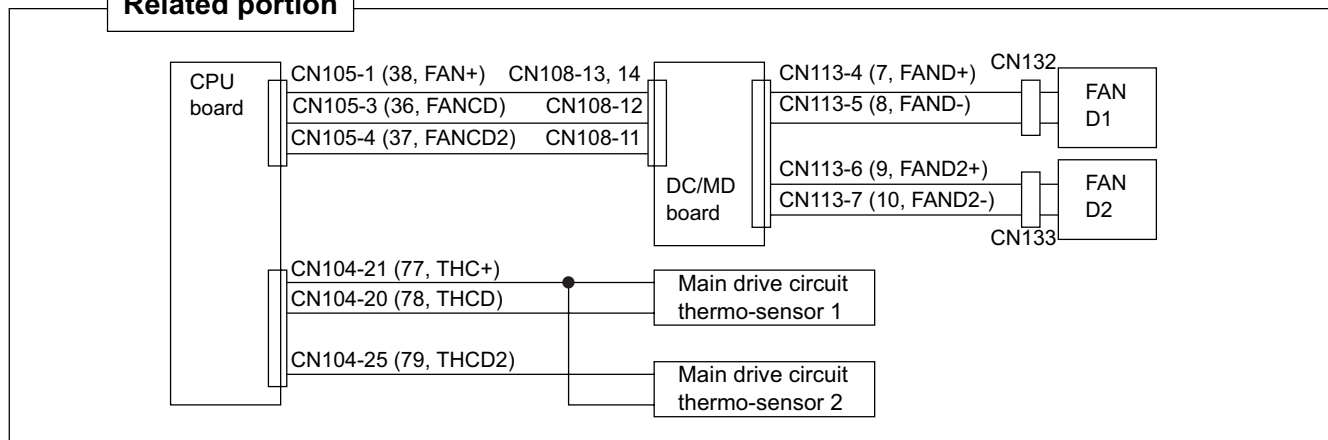 Related portion
CPU
board
CN105-1 (38, FAN+)
CN108-13, 14
CN105-3 (36, FANCD)
CN108-12
CN105-4 (37, FANCD2)
CN108-11
DC/MD
board
CN113-4 (7, FAND+)
CN132
CN113-5 (8, FAND-)
FAN
D1
CN113-6 (9, FAND2+)
CN113-7 (10, FAND2-)
CN133
FAN
D2
CN104-21 (77, THC+)
CN104-20 (78, THCD)
Main drive circuit
thermo-sensor 1
CN104-25 (79, THCD2)
Main drive circuit
thermo-sensor 2